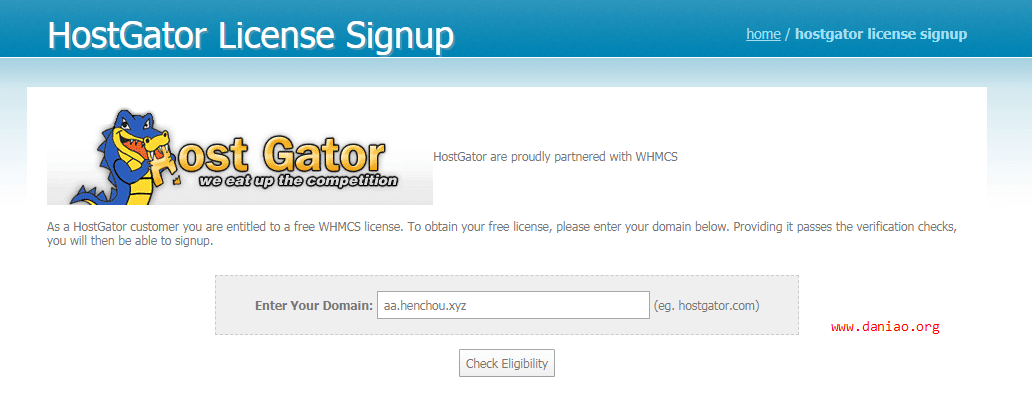 HostGator License Signup
home / hostgator license signup
Host Gator
we eat up the competition
HostGator are proudly partnered with WHMCS
As a HostGator customer you are entitled to a free WHMCS license. To obtain your free license, please enter your domain below. Providing it passes the verification checks,
you will then be able to signup.
Enter Your Domain: aa.henchou.xyz (eg. hostgator.com)
www.daniao.org
Check Eligibility